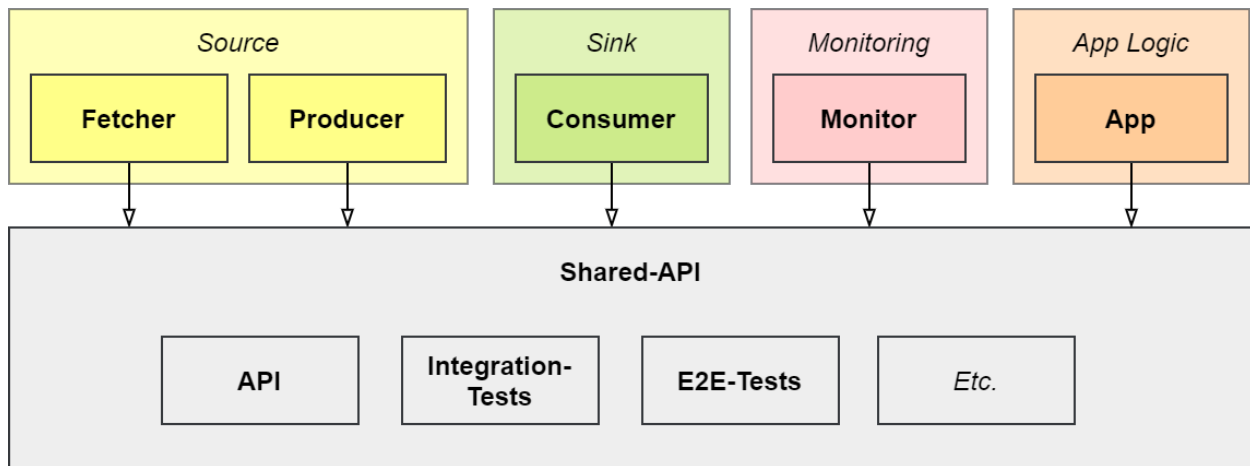 Source
Sink
Monitoring
App Logic
Fetcher
Producer
Consumer
Monitor
App
Shared-API
API
Integration-
Tests
E2E-Tests
Etc.